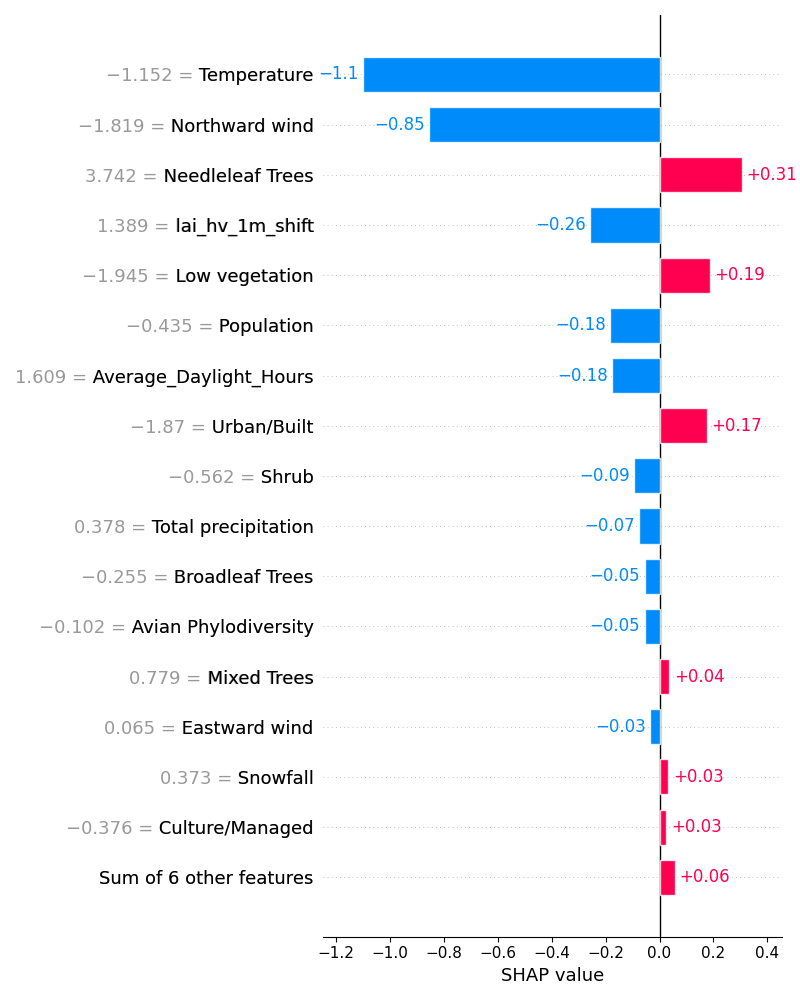 −1.152 = Temperature −1.1
−1.819 = Northward wind −0.85
3.742 = Needleleaf Trees +0.31
1.389 = lai_hv_1m_shift −0.26
−1.945 = Low vegetation +0.19
−0.435 = Population −0.18
1.609 = Average_Daylight_Hours −0.18
−1.87 = Urban/Built +0.17
−0.562 = Shrub −0.09
0.378 = Total precipitation −0.07
−0.255 = Broadleaf Trees −0.05
−0.102 = Avian Phylodiversity −0.05
0.779 = Mixed Trees +0.04
0.065 = Eastward wind −0.03
0.373 = Snowfall +0.03
−0.376 = Culture/Managed +0.03
Sum of 6 other features +0.06
−1.2 −1.0 −0.8 −0.6 −0.4 −0.2 0.0 0.2 0.4
SHAP value